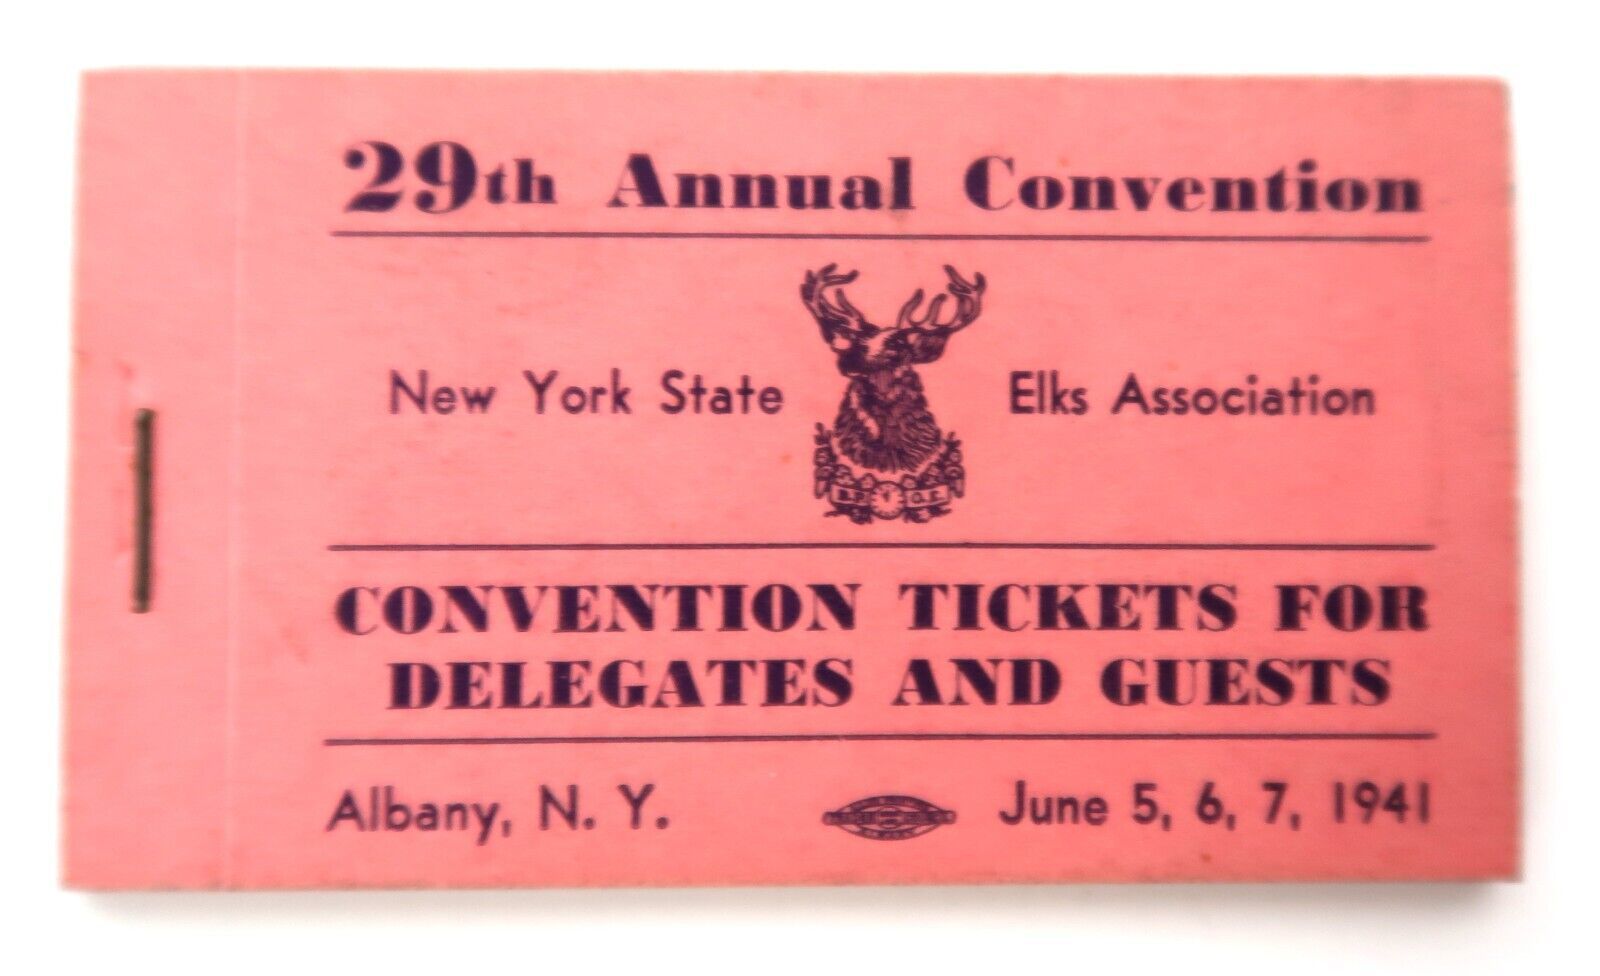 29th Annual Convention
New York State Elks Association
B.P. O.E.
CONVENTION TICKETS FOR
DELEGATES AND GUESTS
Albany, N. Y. June 5, 6, 7, 1941